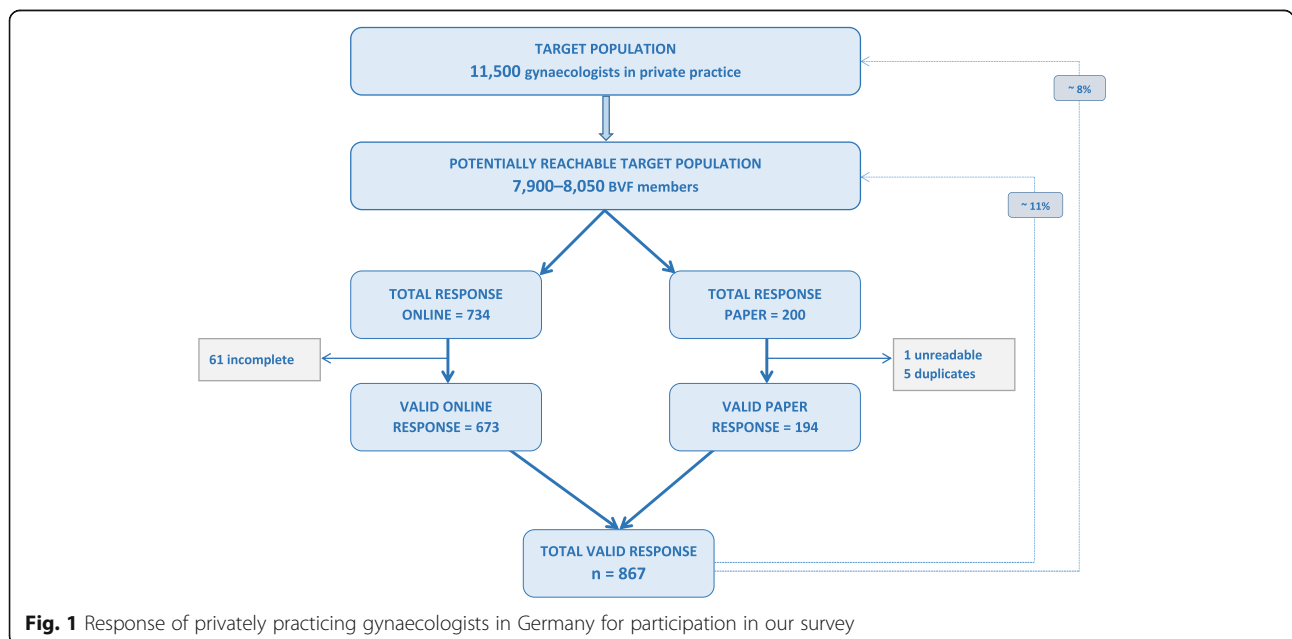 TARGET POPULATION
11,500 gynaecologists in private practice
~ 8%
POTENTIALLY REACHABLE TARGET POPULATION
7,900–8,050 BVF members
~ 11%
TOTAL RESPONSE
ONLINE = 734
TOTAL RESPONSE
PAPER = 200
61 incomplete
1 unreadable
5 duplicates
VALID ONLINE
RESPONSE = 673
VALID PAPER
RESPONSE = 194
TOTAL VALID RESPONSE
n = 867
Fig. 1 Response of privately practicing gynaecologists in Germany for participation in our survey